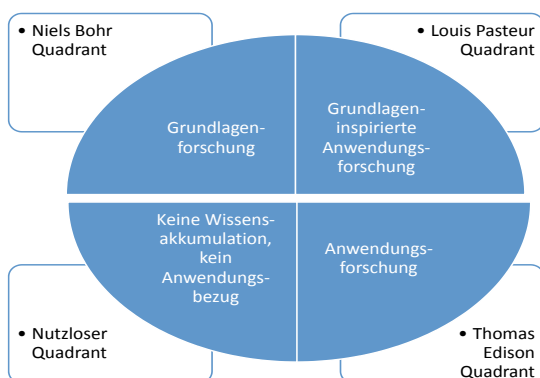 • Niels Bohr
Quadrant
• Louis Pasteur
Quadrant
Grundlagen-
forschung
Grundlagen-
inspirierte
Anwendungs-
forschung
Keine Wissens-
akkumulation,
kein
Anwendungs-
bezug
Anwendungs-
forschung
• Nutzloser
Quadrant
• Thomas
Edison
Quadrant